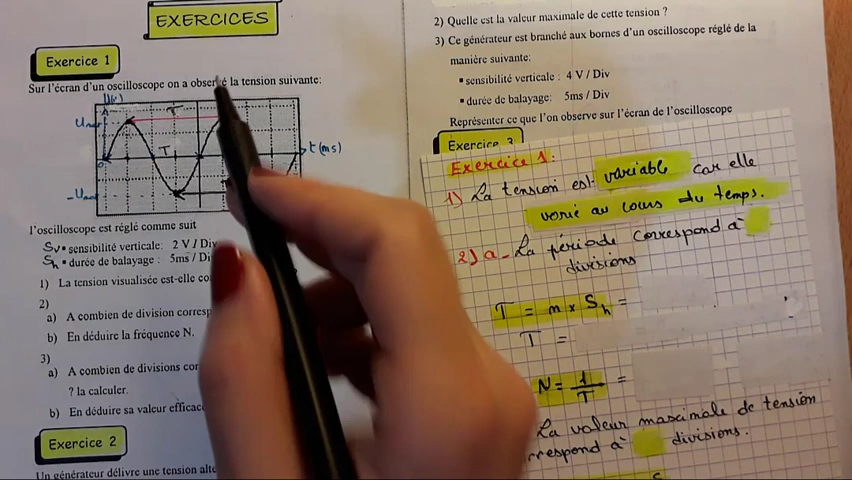 EXERCICES
Exercice 1
Sur l'écran d'un oscilloscope on a observé la tension suivante:
T
T
t(ms)
l'oscilloscope est réglé comme suit
Sv • sensibilité verticale: 2 V / Div
Sh • durée de balayage: 5ms / Di
1) La tension visualisée est-elle
2)
a) A combien de division
b) En déduire la fréquence N.
3)
a) A combien de divisions
? la calculer.
b) En déduire sa valeur
Exercice 2
Un générateur délivre une tension
2) Quelle est la valeur maximale de cette tension ?
3) Ce générateur est branché aux bornes d'un oscilloscope réglé de la
manière suivante:
▪ sensibilité verticale : 4 V / Div
▪ durée de balayage: 5ms / Div
Représenter ce que l'on observe sur l'écran de l'oscilloscope
Exercice 3
Exercice 1:
1) La tension est variable car elle
varie au cours du temps.
2) a - La période correspond à
divisions
T = n x Sh =
T =
N = 1/T =
La valeur maximale de tension
correspond à divisions.